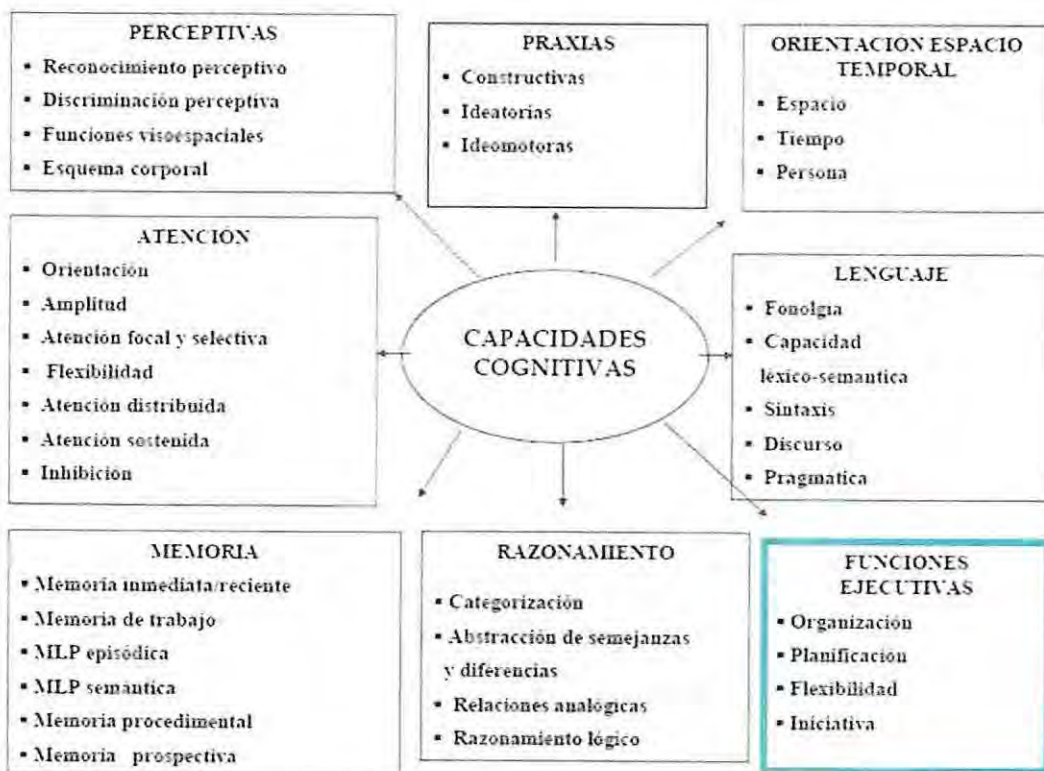 PERCEPTIVAS
▪ Reconocimiento perceptivo
▪ Discriminación perceptiva
▪ Funciones visoespaciales
▪ Esquema corporal
PRAXIAS
▪ Constructivas
▪ Ideatorias
▪ Ideomotoras
ORIENTACIÓN ESPACIO
TEMPORAL
▪ Espacio
▪ Tiempo
▪ Persona
ATENCIÓN
▪ Orientación
▪ Amplitud
▪ Atención focal y selectiva
▪ Flexibilidad
▪ Atención distribuida
▪ Atención sostenida
▪ Inhibición
CAPACIDADES
COGNITIVAS
LENGUAJE
▪ Fonolgia
▪ Capacidad
léxico-semantica
▪ Sintaxis
▪ Discurso
▪ Pragmática
MEMORIA
▪ Memoria inmediata/reciente
▪ Memoria de trabajo
▪ MLP episódica
▪ MLP semántica
▪ Memoria procedimental
▪ Memoria prospectiva
RAZONAMIENTO
▪ Categorización
▪ Abstracción de semejanzas
y diferencias
▪ Relaciones analógicas
▪ Razonamiento lógico
FUNCIONES
EJECUTIVAS
▪ Organización
▪ Planificación
▪ Flexibilidad
▪ Iniciativa